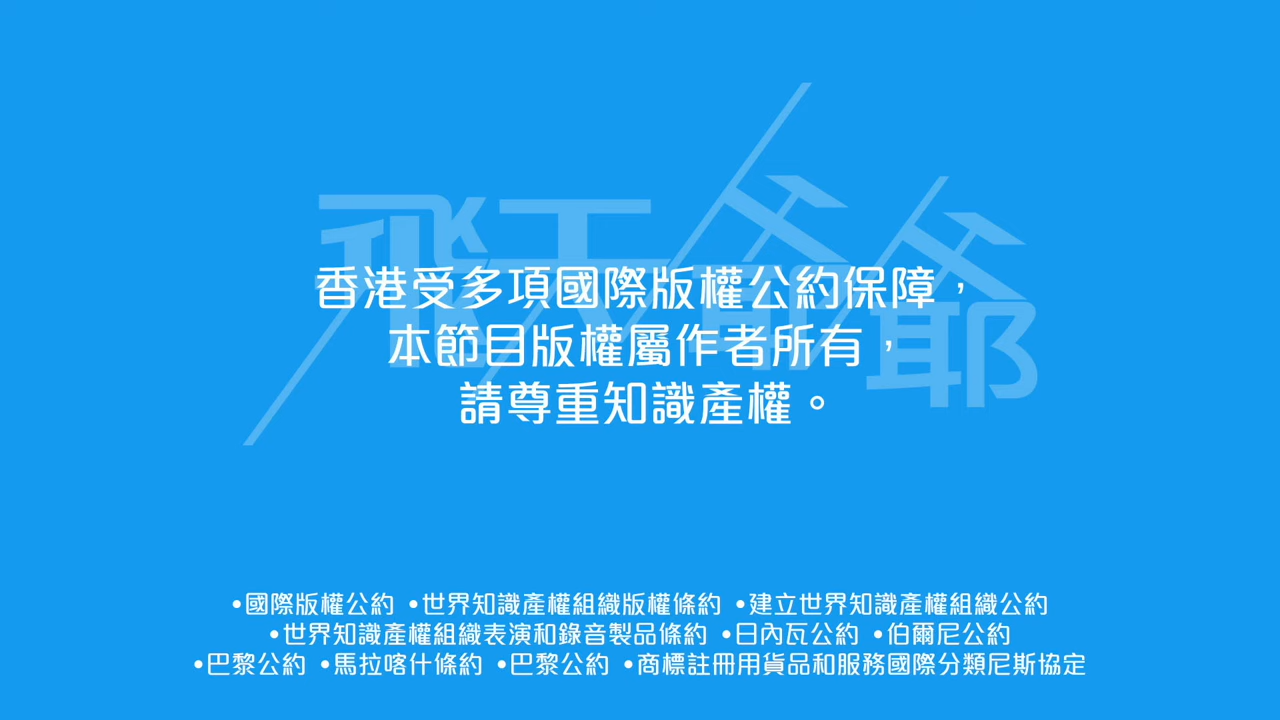 飛天爺爺
香港受多項國際版權公約保障，
本節目版權屬作者所有，
請尊重知識產權。
•國際版權公約 •世界知識產權組織版權條約 •建立世界知識產權組織公約
•世界知識產權組織表演和錄音製品條約 •日內瓦公約 •伯爾尼公約
•巴黎公約 •馬拉喀什條約 •巴黎公約 •商標註冊用貨品和服務國際分類尼斯協定